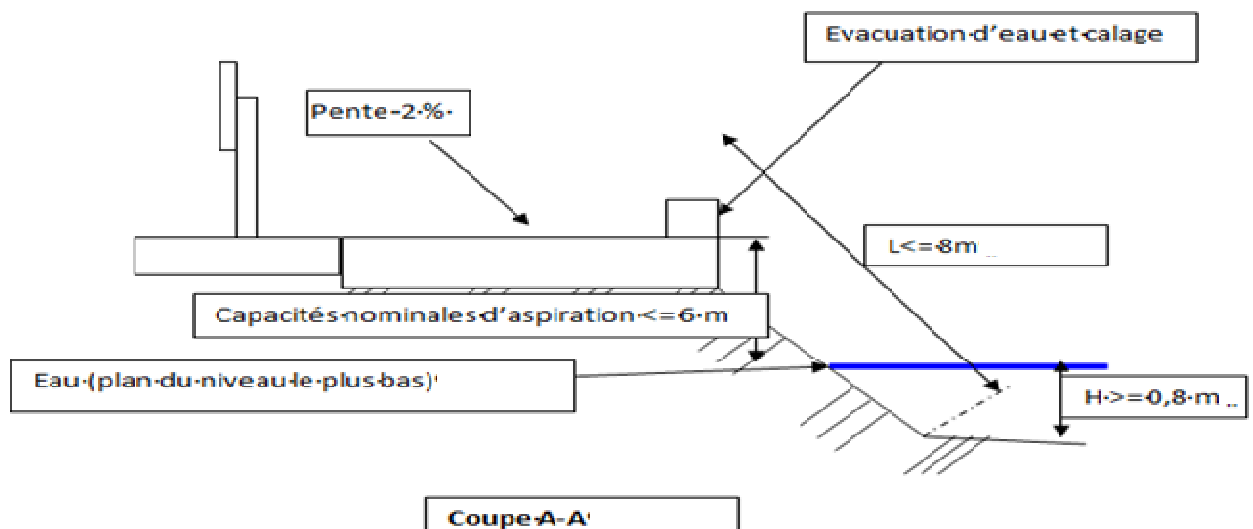 Evacuation d'eau et calage
Pente 2 %
L<= 8m
Capacités nominales d'aspiration <= 6 m
Eau (plan du niveau le plus bas)
H >= 0,8 m
Coupe A-A'